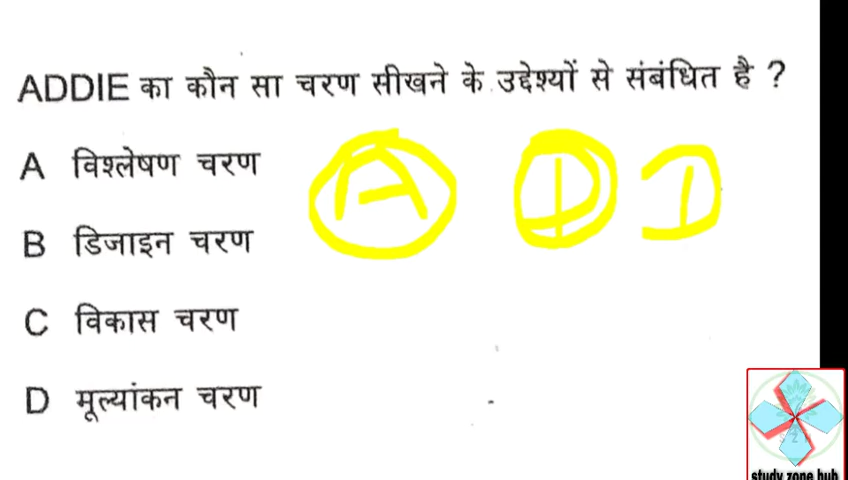 ADDIE का कौन सा चरण सीखने के उद्देश्यों से संबंधित है ?
A विश्लेषण चरण
A D D
B डिजाइन चरण
C विकास चरण
D मूल्यांकन चरण
study zone hub